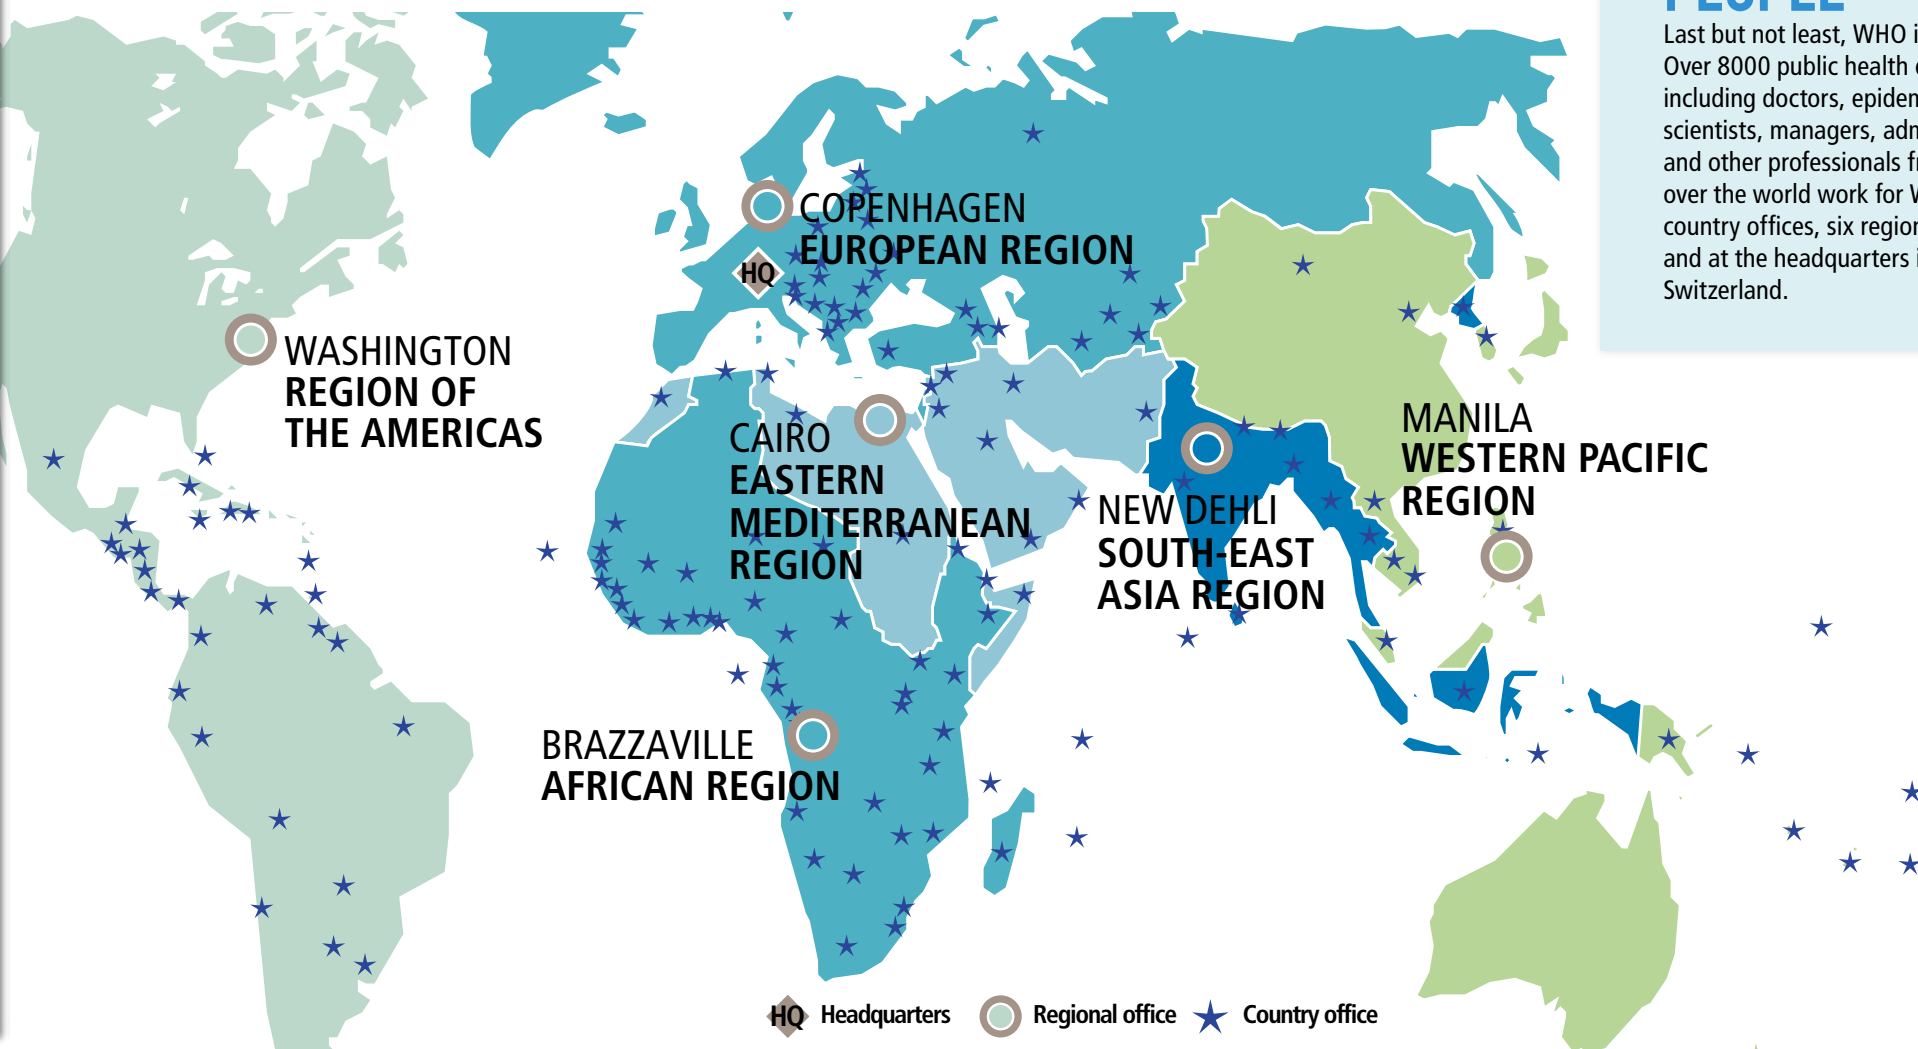 PEOPLE
Last but not least, WHO i
Over 8000 public health
including doctors, epidem
scientists, managers, adm
and other professionals fr
over the world work for W
country offices, six region
and at the headquarters i
Switzerland.
COPENHAGEN
EUROPEAN REGION
HQ
WASHINGTON
REGION OF
THE AMERICAS
CAIRO
EASTERN
MEDITERRANEAN
REGION
MANILA
WESTERN PACIFIC
REGION
NEW DEHLI
SOUTH-EAST
ASIA REGION
BRAZZAVILLE
AFRICAN REGION
HQ Headquarters Regional office Country office